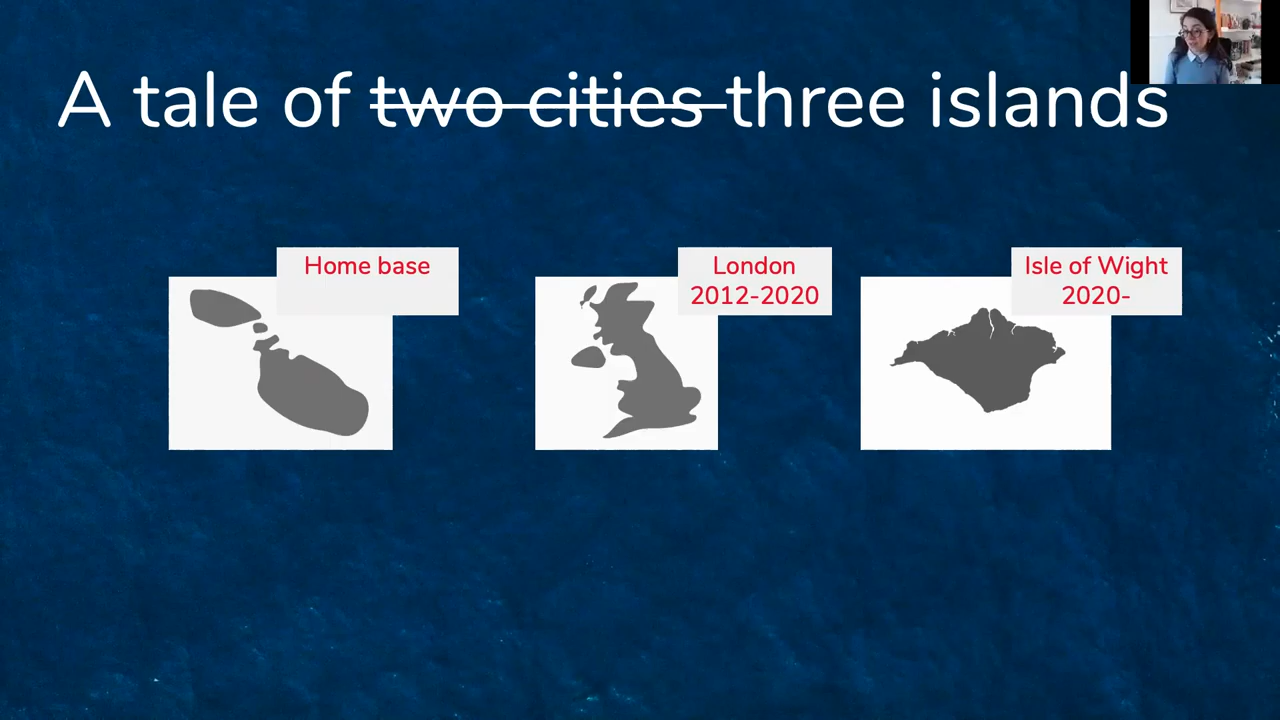 A tale of two cities three islands
Home base
London
2012-2020
Isle of Wight
2020-